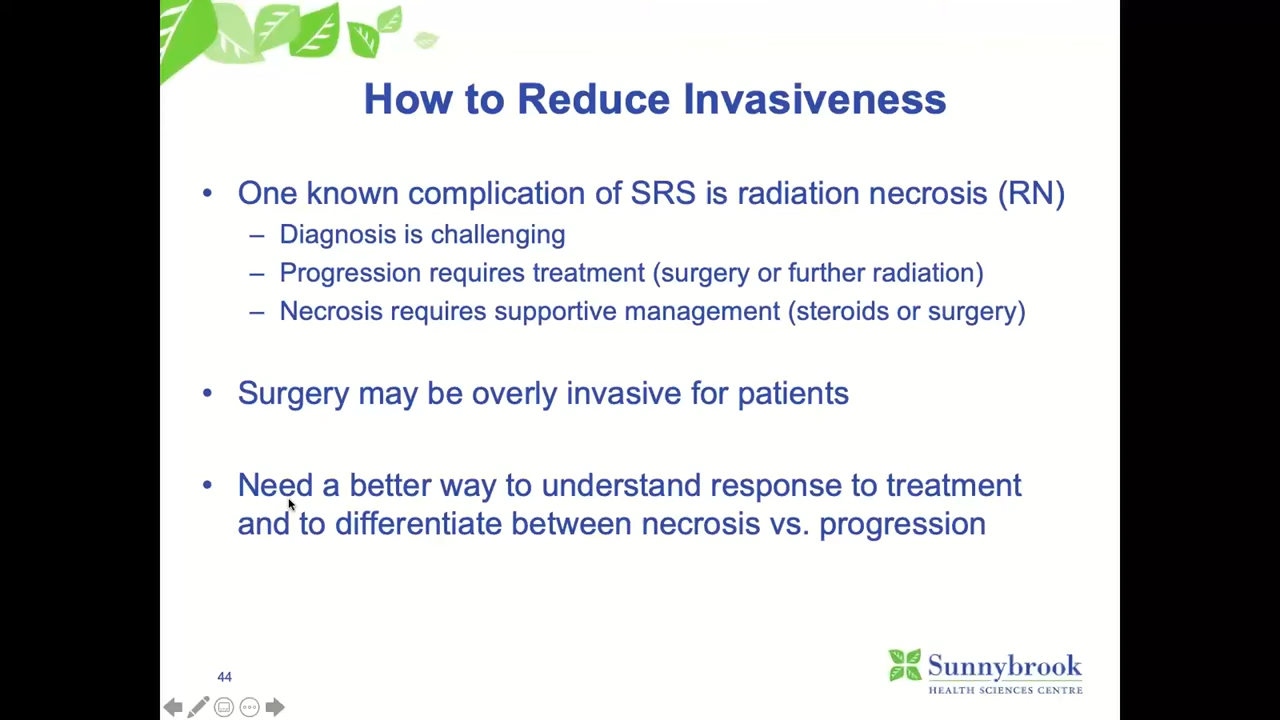 How to Reduce Invasiveness
• One known complication of SRS is radiation necrosis (RN)
– Diagnosis is challenging
– Progression requires treatment (surgery or further radiation)
– Necrosis requires supportive management (steroids or surgery)
• Surgery may be overly invasive for patients
• Need a better way to understand response to treatment
and to differentiate between necrosis vs. progression
44
Sunnybrook
HEALTH SCIENCES CENTRE